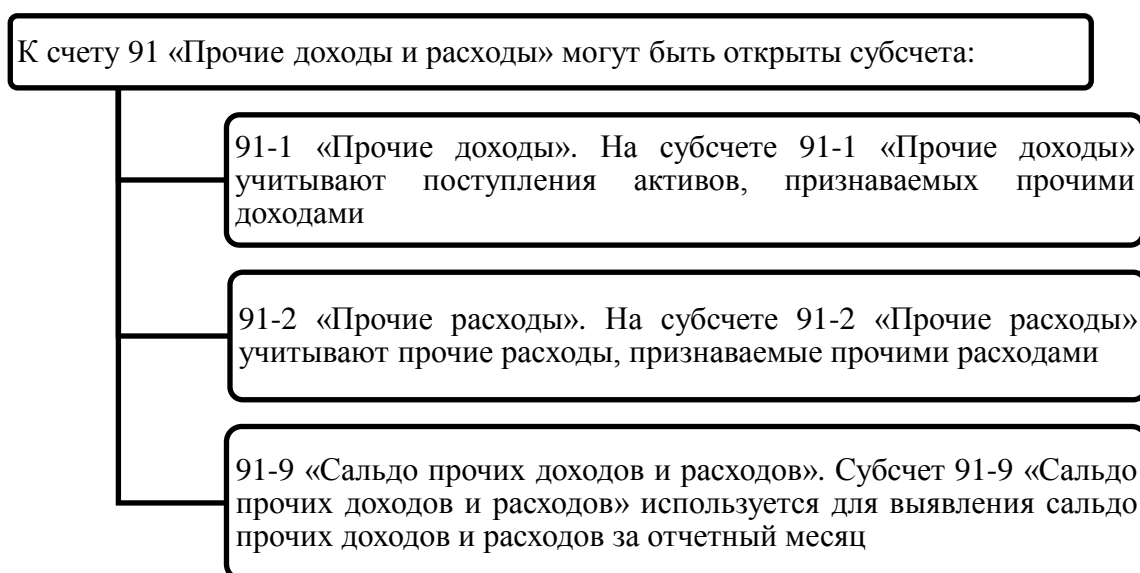 К счету 91 «Прочие доходы и расходы» могут быть открыты субсчета:
91-1 «Прочие доходы». На субсчете 91-1 «Прочие доходы»
учитывают поступления активов, признаваемых прочими
доходами
91-2 «Прочие расходы». На субсчете 91-2 «Прочие расходы»
учитывают прочие расходы, признаваемые прочими расходами
91-9 «Сальдо прочих доходов и расходов». Субсчет 91-9 «Сальдо
прочих доходов и расходов» используется для выявления сальдо
прочих доходов и расходов за отчетный месяц